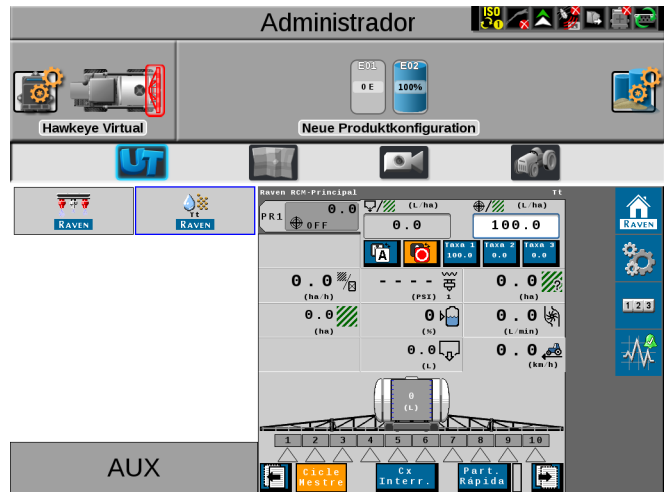 Administrador
ISO
E01
0 E
E02
100%
Hawkeye Virtual
Neue Produktkonfiguration
UT
RAVEN
Tt
RAVEN
Raven RCM-Principal
Tt
PR1
0.0
OFF
(L/ha)
0.0
(L/ha)
100.0
A
Taxa 1
100.0
Taxa 2
0.0
Taxa 3
0.0
0.0
(ha/h)
----
(PSI) 1
0.0
(ha)
0.0
(ha)
0
(%)
0.0
(L/min)
0.0
(L)
0.0
(km/h)
0
(L)
1 2 3 4 5 6 7 8 9 10
Cicle
Mestre
Cx
Interr.
Part.
Rápida
RAVEN
1 2 3
AUX